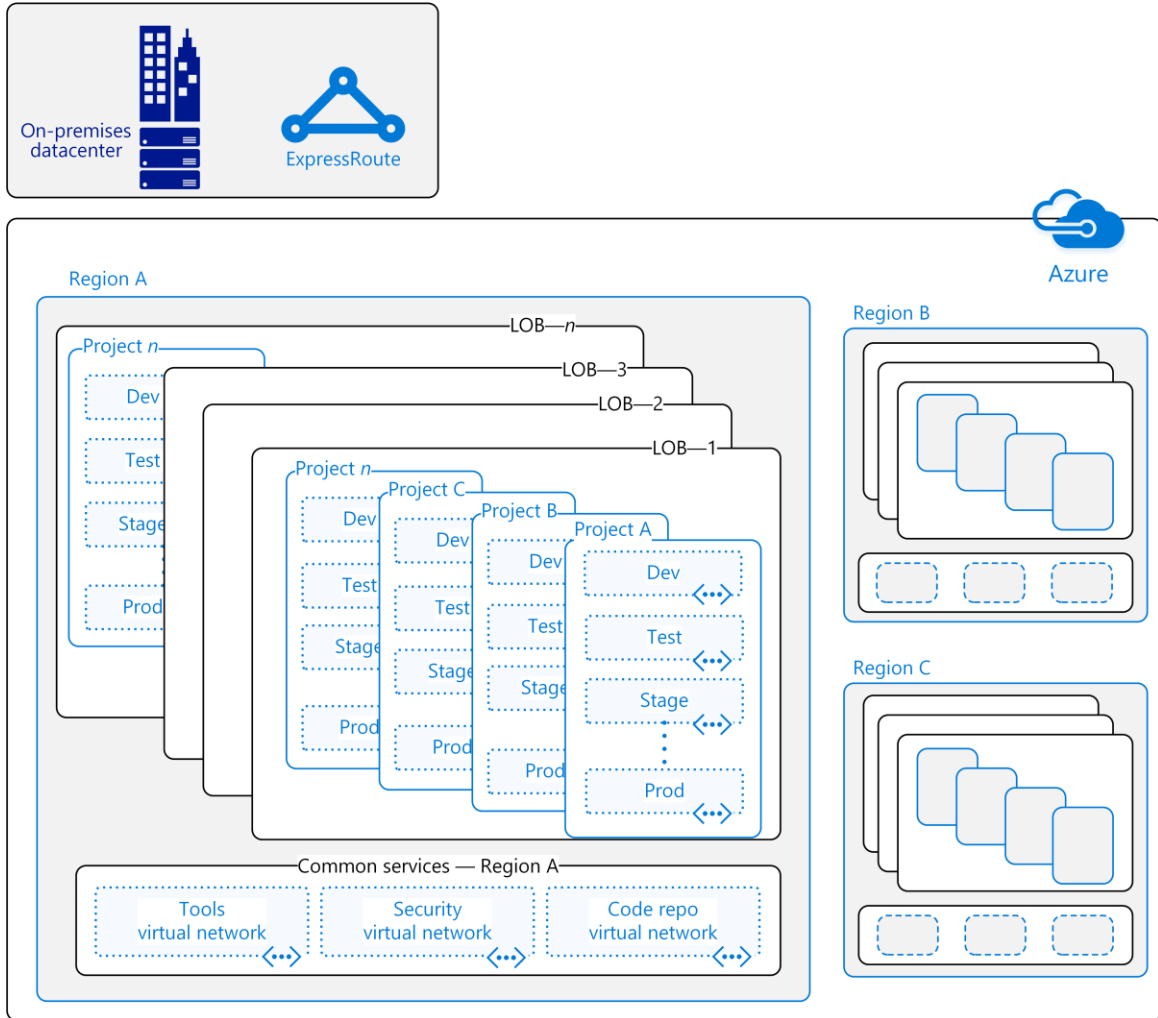 On-premises
datacenter
ExpressRoute
Azure
Region A
LOB—n
Project n
Dev
Test
Stage
Prod
LOB—3
LOB—2
LOB—1
Project n
Dev
Test
Stage
Prod
Project C
Dev
Test
Stage
Prod
Project B
Dev
Test
Stage
Prod
Project A
Dev
Test
Stage
Prod
Common services — Region A
Tools
virtual network
Security
virtual network
Code repo
virtual network
Region B
Region C